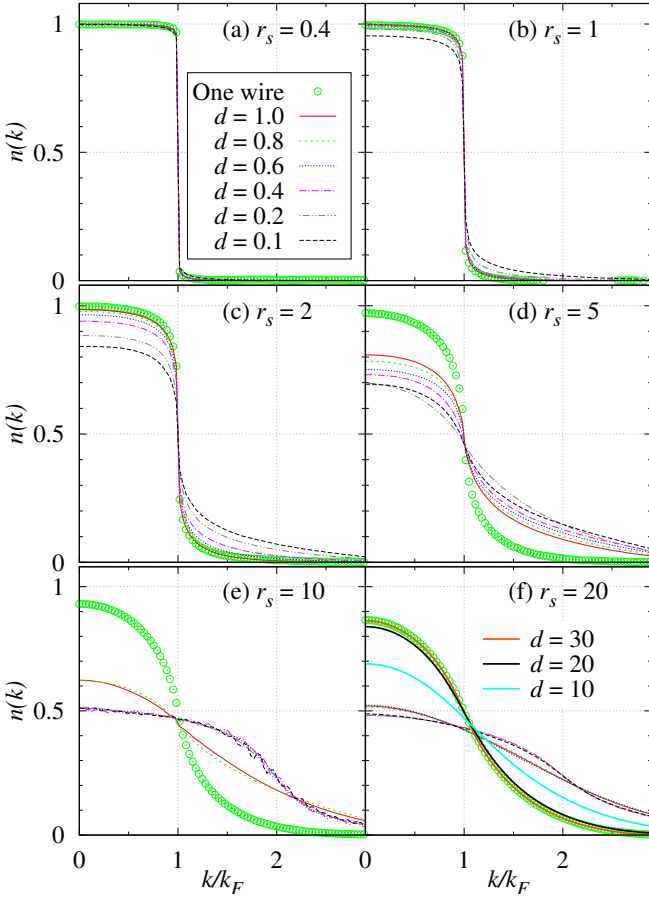 (a) r_s = 0.4
(b) r_s = 1
One wire
d = 1.0
d = 0.8
d = 0.6
d = 0.4
d = 0.2
d = 0.1
n(k)
1
0.5
0
(c) r_s = 2
(d) r_s = 5
n(k)
1
0.5
0
(e) r_s = 10
(f) r_s = 20
d = 30
d = 20
d = 10
n(k)
1
0.5
0
0 1 2 0 1 2
k/k_F k/k_F